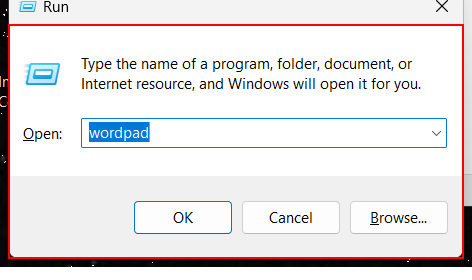 Run
Type the name of a program, folder, document, or
Internet resource, and Windows will open it for you.
Open: wordpad
OK Cancel Browse...